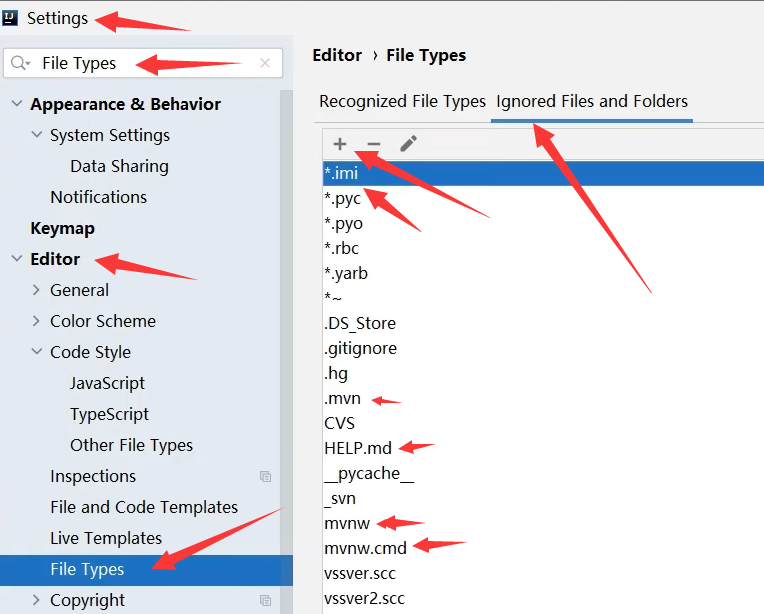 Settings
File Types
Appearance & Behavior
System Settings
Data Sharing
Notifications
Keymap
Editor
General
Color Scheme
Code Style
JavaScript
TypeScript
Other File Types
Inspections
File and Code Templates
Live Templates
File Types
Copyright
Editor › File Types
Recognized File Types Ignored Files and Folders
*.imi
*.pyc
*.pyo
*.rbc
*.yarb
*~
.DS_Store
.gitignore
.hg
.mvn
CVS
HELP.md
__pycache__
_svn
mvnw
mvnw.cmd
vssver.scc
vssver2.scc